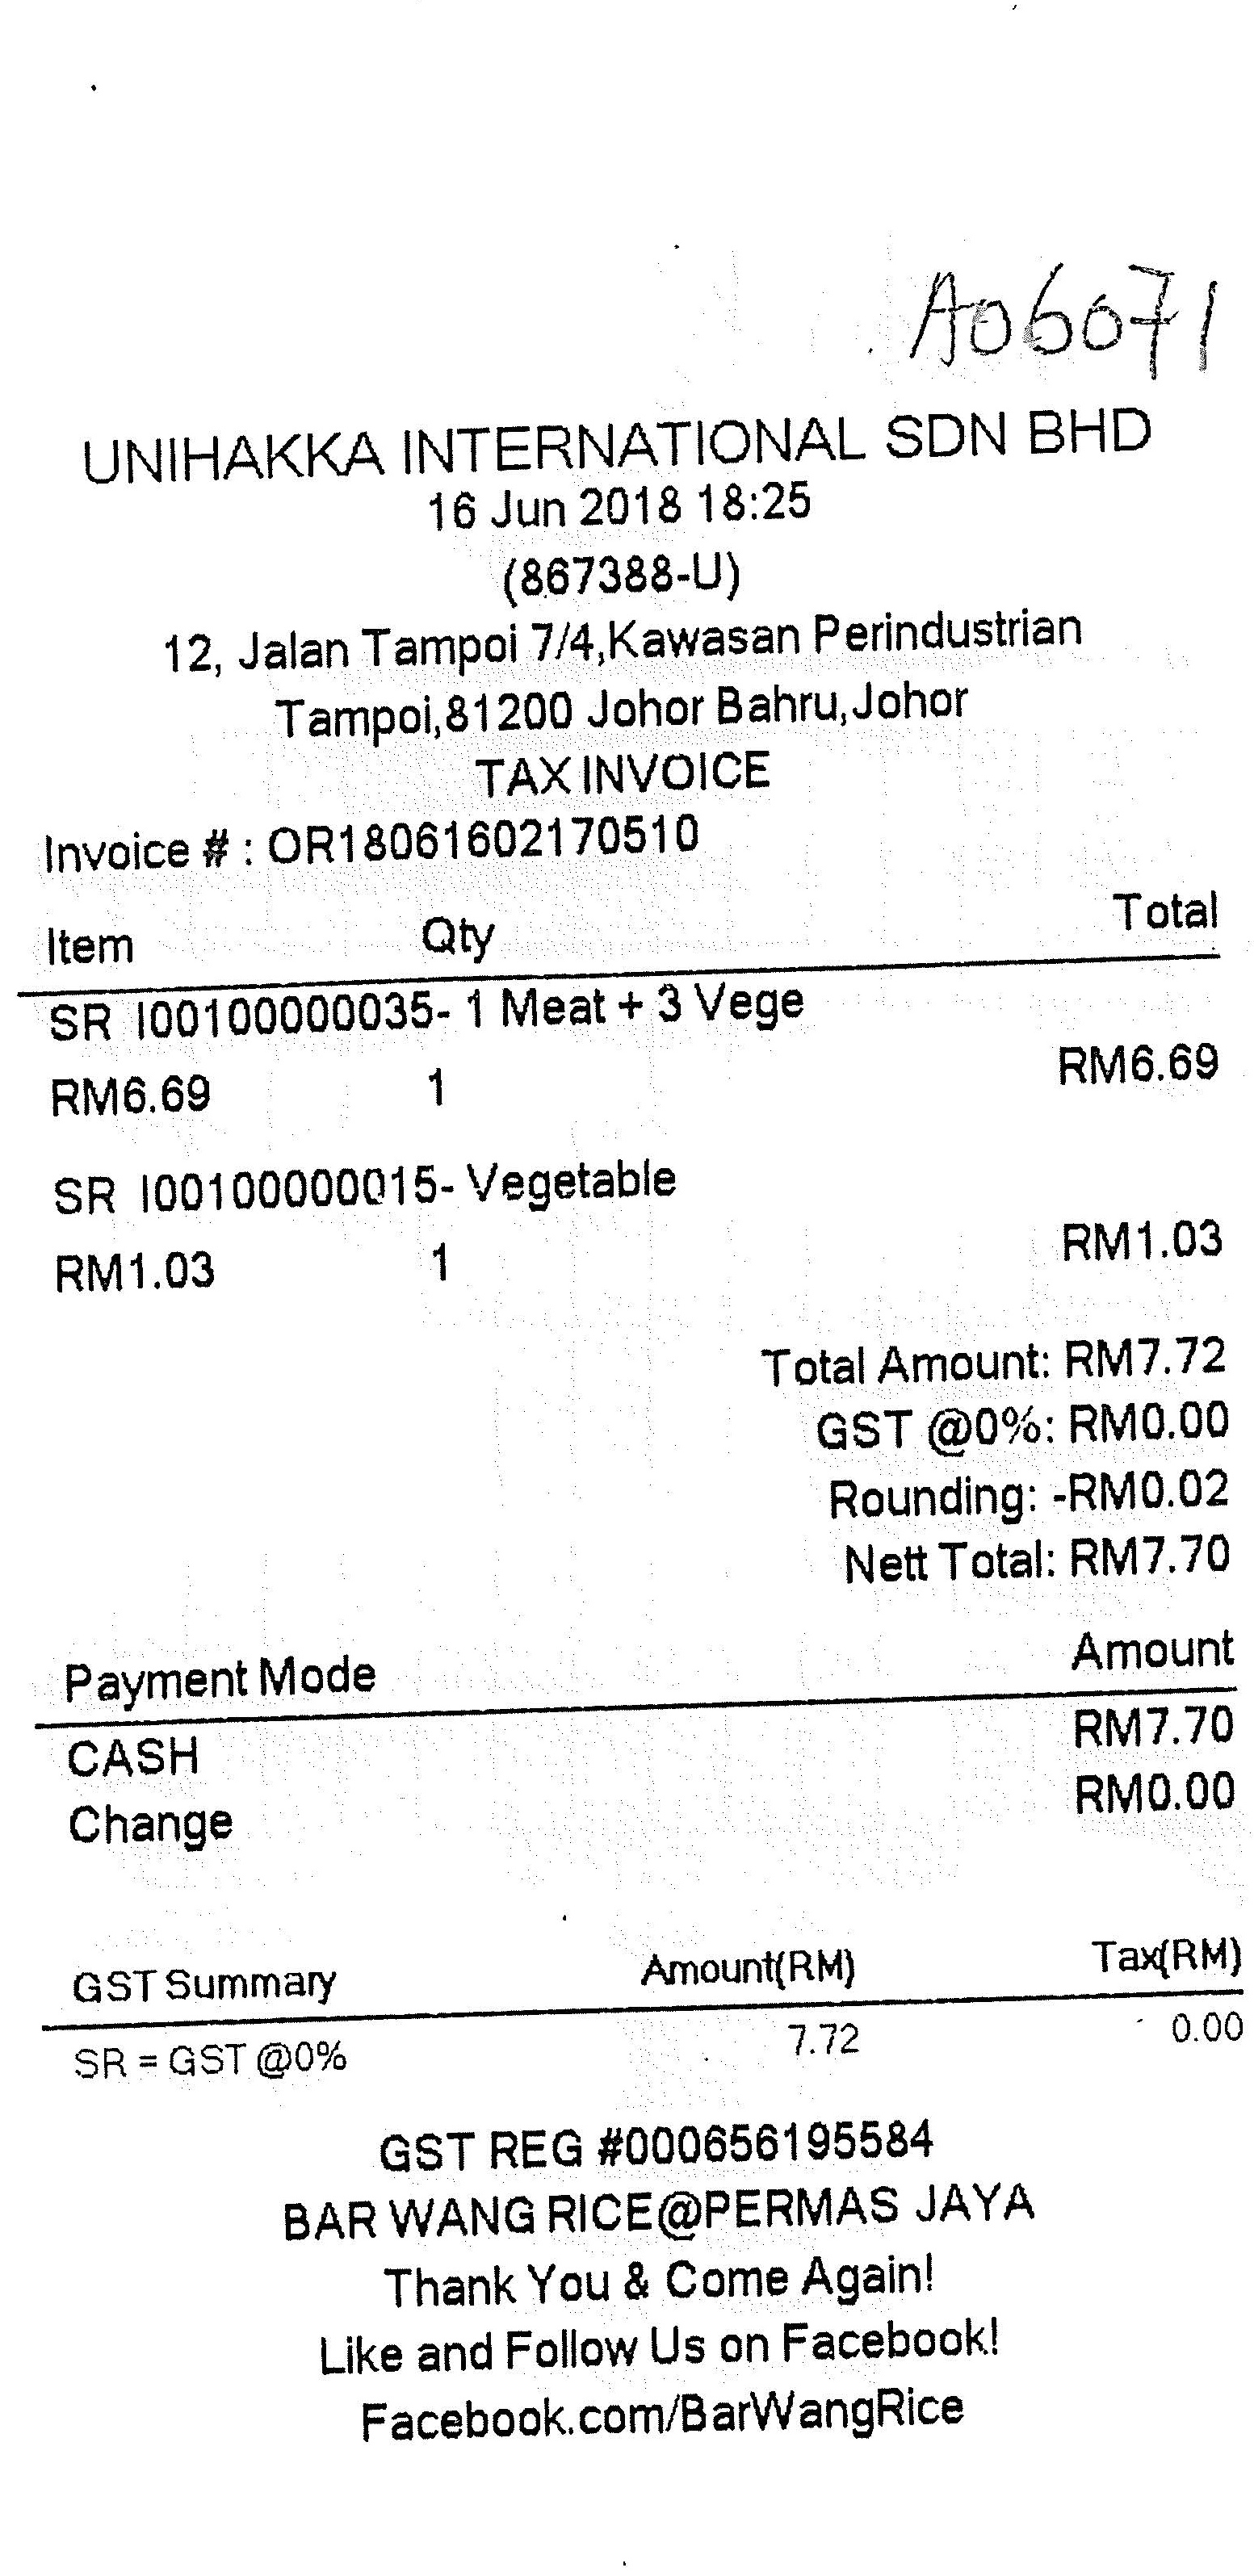 A06071
UNIHAKKA INTERNATIONAL SDN BHD
16 Jun 2018 18:25
(867388-U)
12, Jalan Tampoi 7/4,Kawasan Perindustrian
Tampoi,81200 Johor Bahru,Johor
TAX INVOICE
Invoice # : OR18061602170510
Item Qty Total
SR I00100000035- 1 Meat + 3 Vege
RM6.69 1 RM6.69
SR I00100000015- Vegetable
RM1.03 1 RM1.03
Total Amount: RM7.72
GST @0%: RM0.00
Rounding: -RM0.02
Nett Total: RM7.70
Payment Mode Amount
CASH RM7.70
Change RM0.00
GST Summary Amount(RM) Tax(RM)
SR = GST @0% 7.72 0.00
GST REG #000656195584
BAR WANG RICE@PERMAS JAYA
Thank You & Come Again!
Like and Follow Us on Facebook!
Facebook.com/BarWangRice